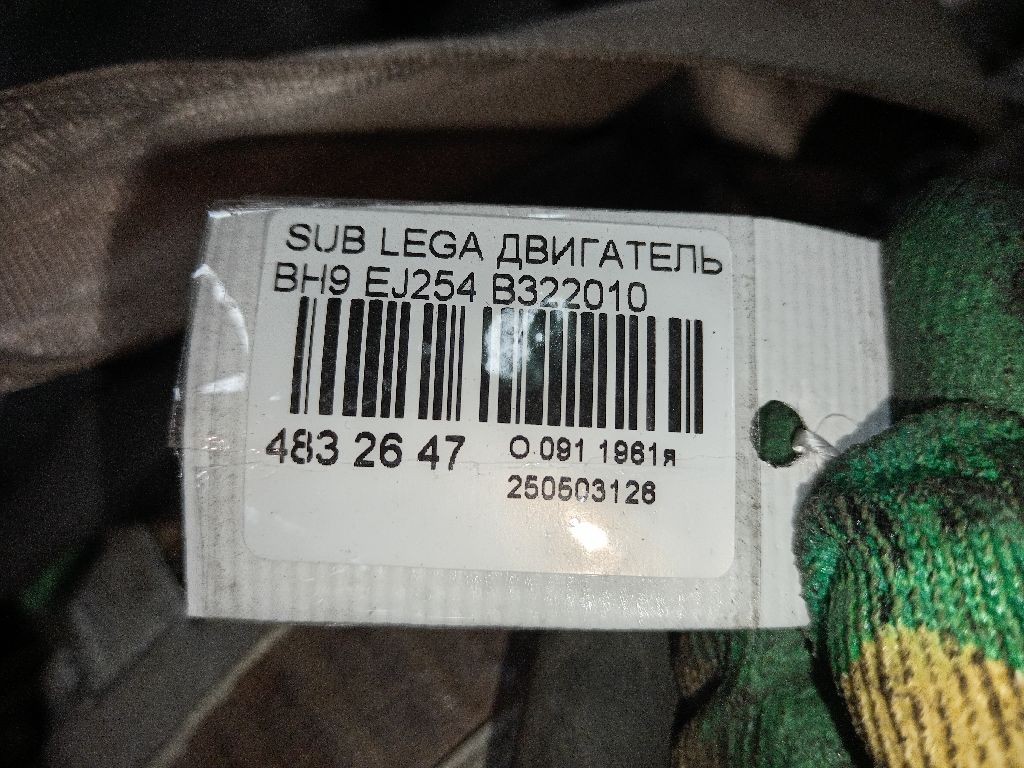 SUB LEGA ДВИГАТЕЛЬ
BH9 EJ254 B322010
483 26 47 O 091 1961я
250503126